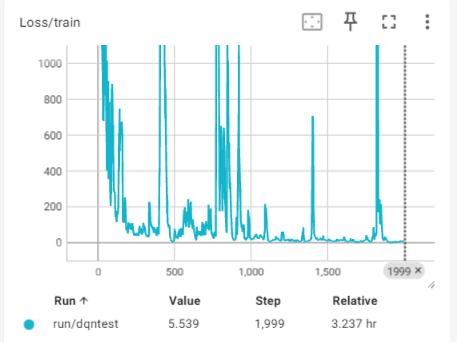 Loss/train
1000
800
600
400
200
0
0 500 1,000 1,500 1999 ×
Run ↑ Value Step Relative
run/dqntest 5.539 1,999 3.237 hr